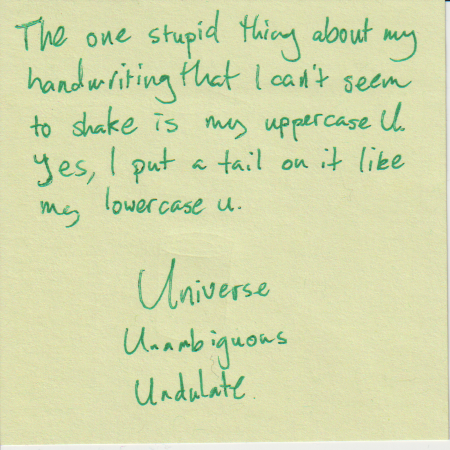 The one stupid thing about my
handwriting that I can't seem
to shake is my uppercase U.
Yes, I put a tail on it like
my lowercase u.
Universe
Unambiguous
Undulate.